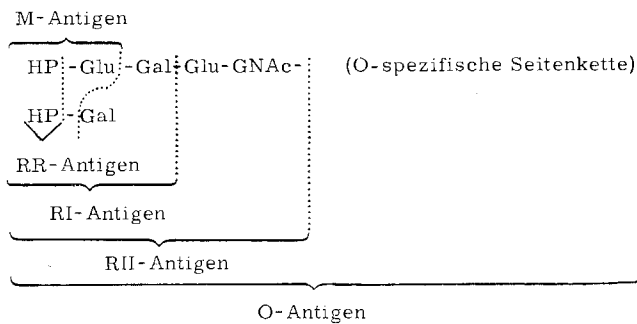 M-Antigen
HP-Glu-Gal-Glu-GNAc- (O-spezifische Seitenkette)
HP-Gal
RR-Antigen
RI-Antigen
RII-Antigen
O-Antigen